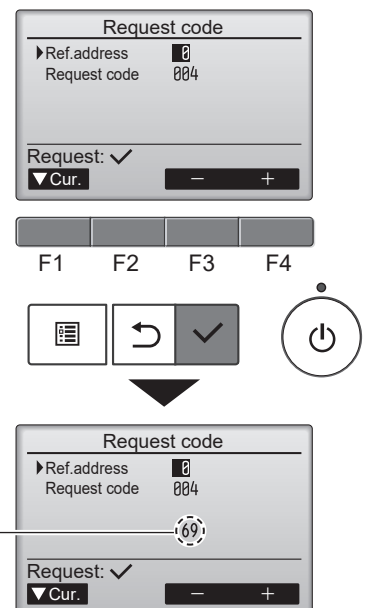 Request code
Ref.address 0
Request code 004
Request: ✓
▼Cur. − +
F1 F2 F3 F4
Request code
Ref.address 0
Request code 004
69
Request: ✓
▼Cur. − +